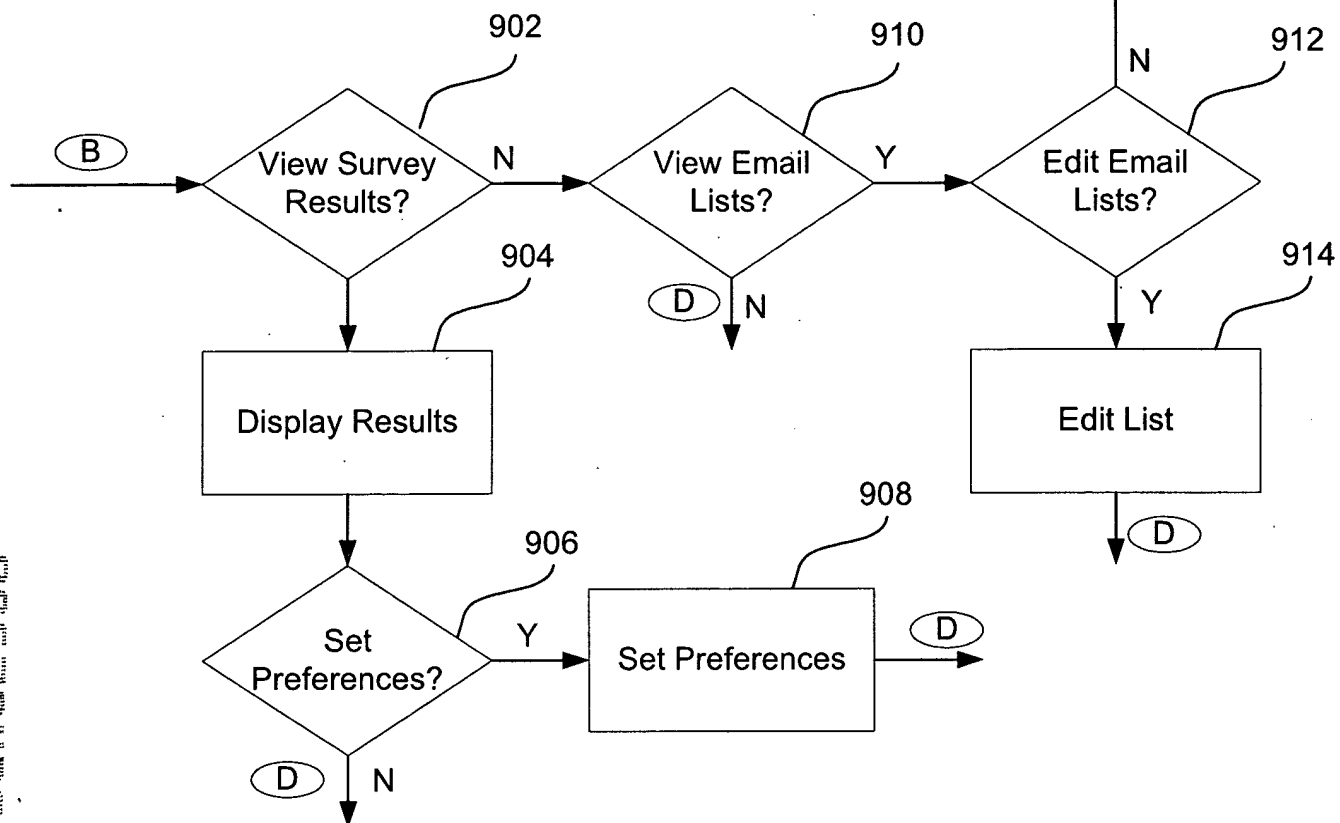 902
910
912
N
B
View Survey
Results?
N
View Email
Lists?
Y
Edit Email
Lists?
904
D
N
Y
914
Display Results
Edit List
906
908
D
Set
Preferences?
Y
Set Preferences
D
D
N